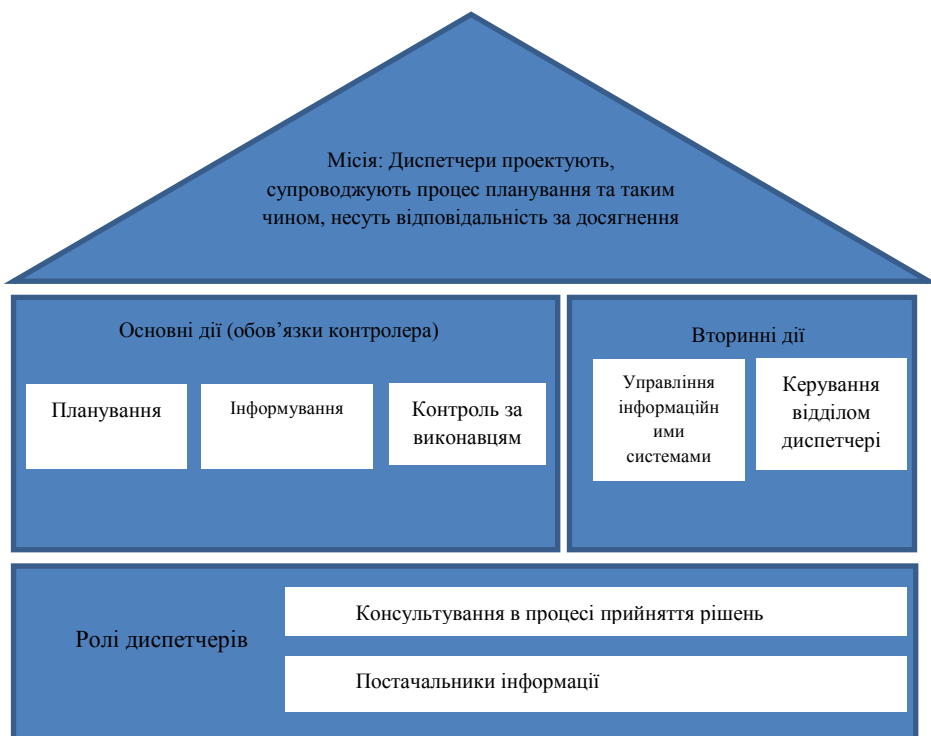 Місія: Диспетчери проектують,
супроводжують процес планування та таким
чином, несуть відповідальність за досягнення
Основні дії (обов’язки контролера)
Планування
Інформування
Контроль за
виконавцям
Вторинні дії
Управління
інформаційн
ими
системами
Керування
відділом
диспетчері
Ролі диспетчерів
Консультування в процесі прийняття рішень
Постачальники інформації